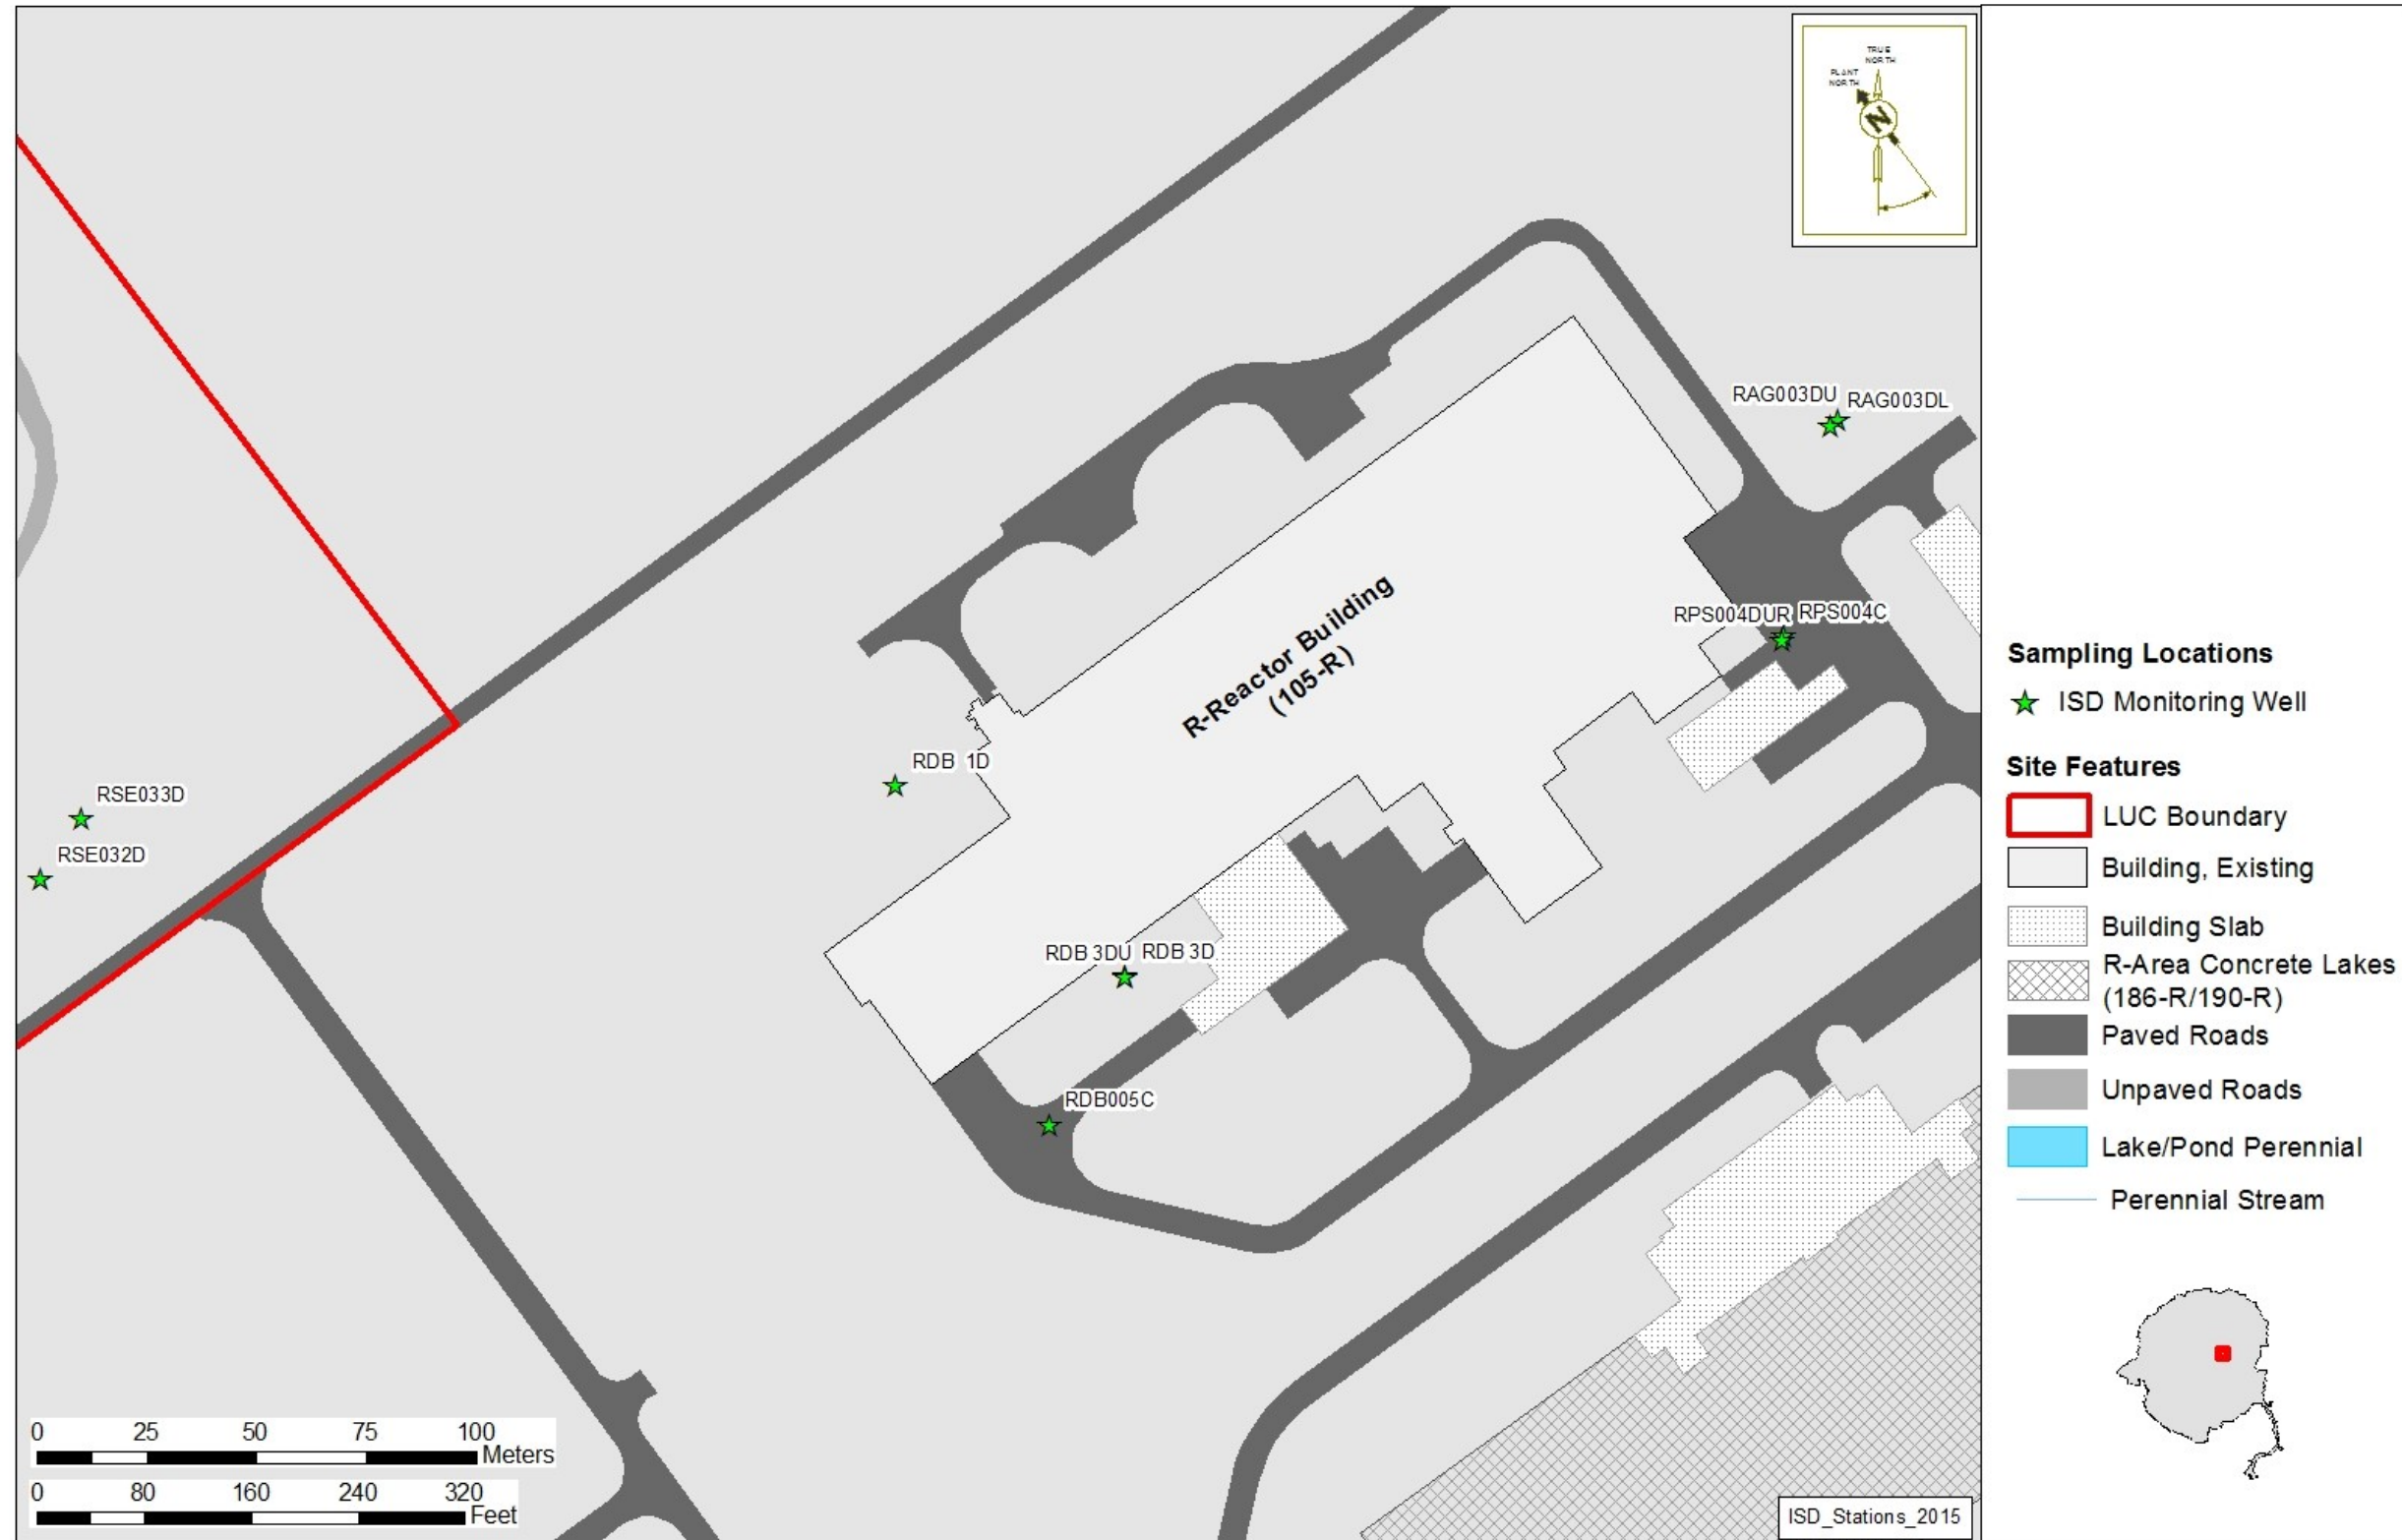 TRUE
NORTH
PLANT
NORTH
N
RAG003DU
RAG003DL
R-Reactor Building
(105-R)
RPS004DUR
RPS004C
RDB 1D
RSE033D
RSE032D
RDB 3DU
RDB 3D
RDB005C
0 25 50 75 100
Meters
0 80 160 240 320
Feet
ISD_Stations_2015
Sampling Locations
ISD Monitoring Well
Site Features
LUC Boundary
Building, Existing
Building Slab
R-Area Concrete Lakes
(186-R/190-R)
Paved Roads
Unpaved Roads
Lake/Pond Perennial
Perennial Stream